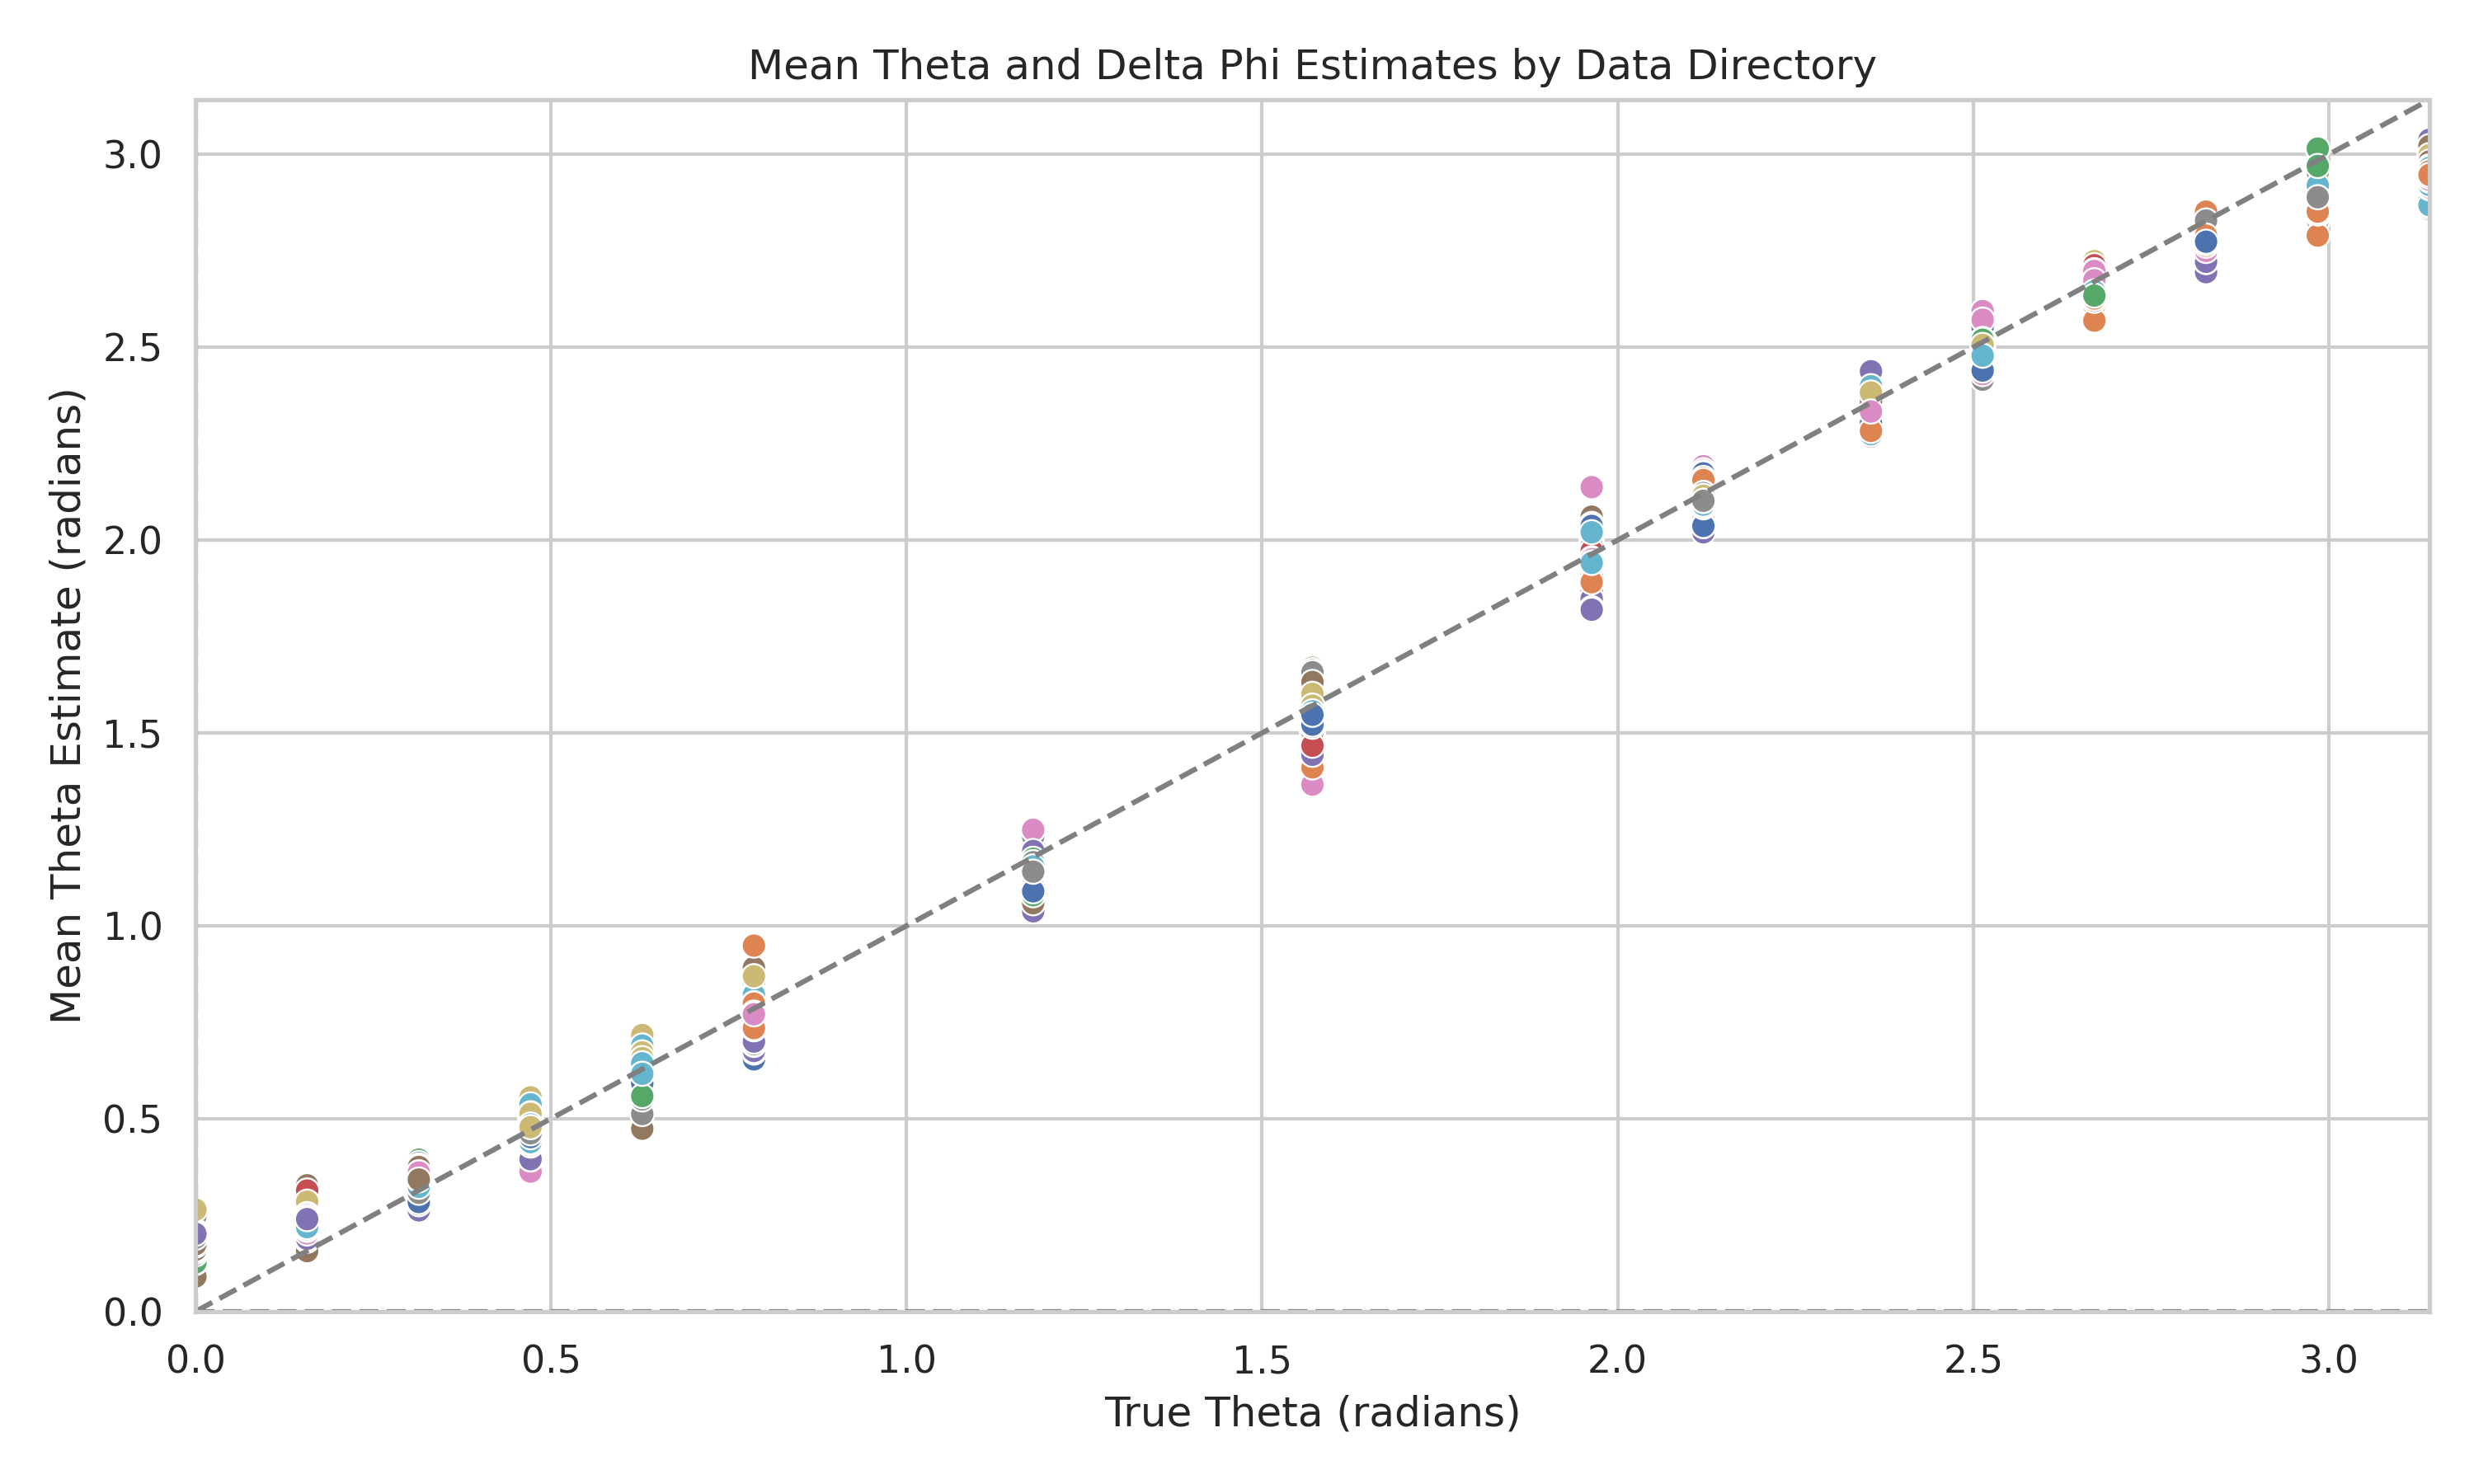 Mean Theta and Delta Phi Estimates by Data Directory
Mean Theta Estimate (radians)
3.0
2.5
2.0
1.5
1.0
0.5
0.0
0.0 0.5 1.0 1.5 2.0 2.5 3.0
True Theta (radians)